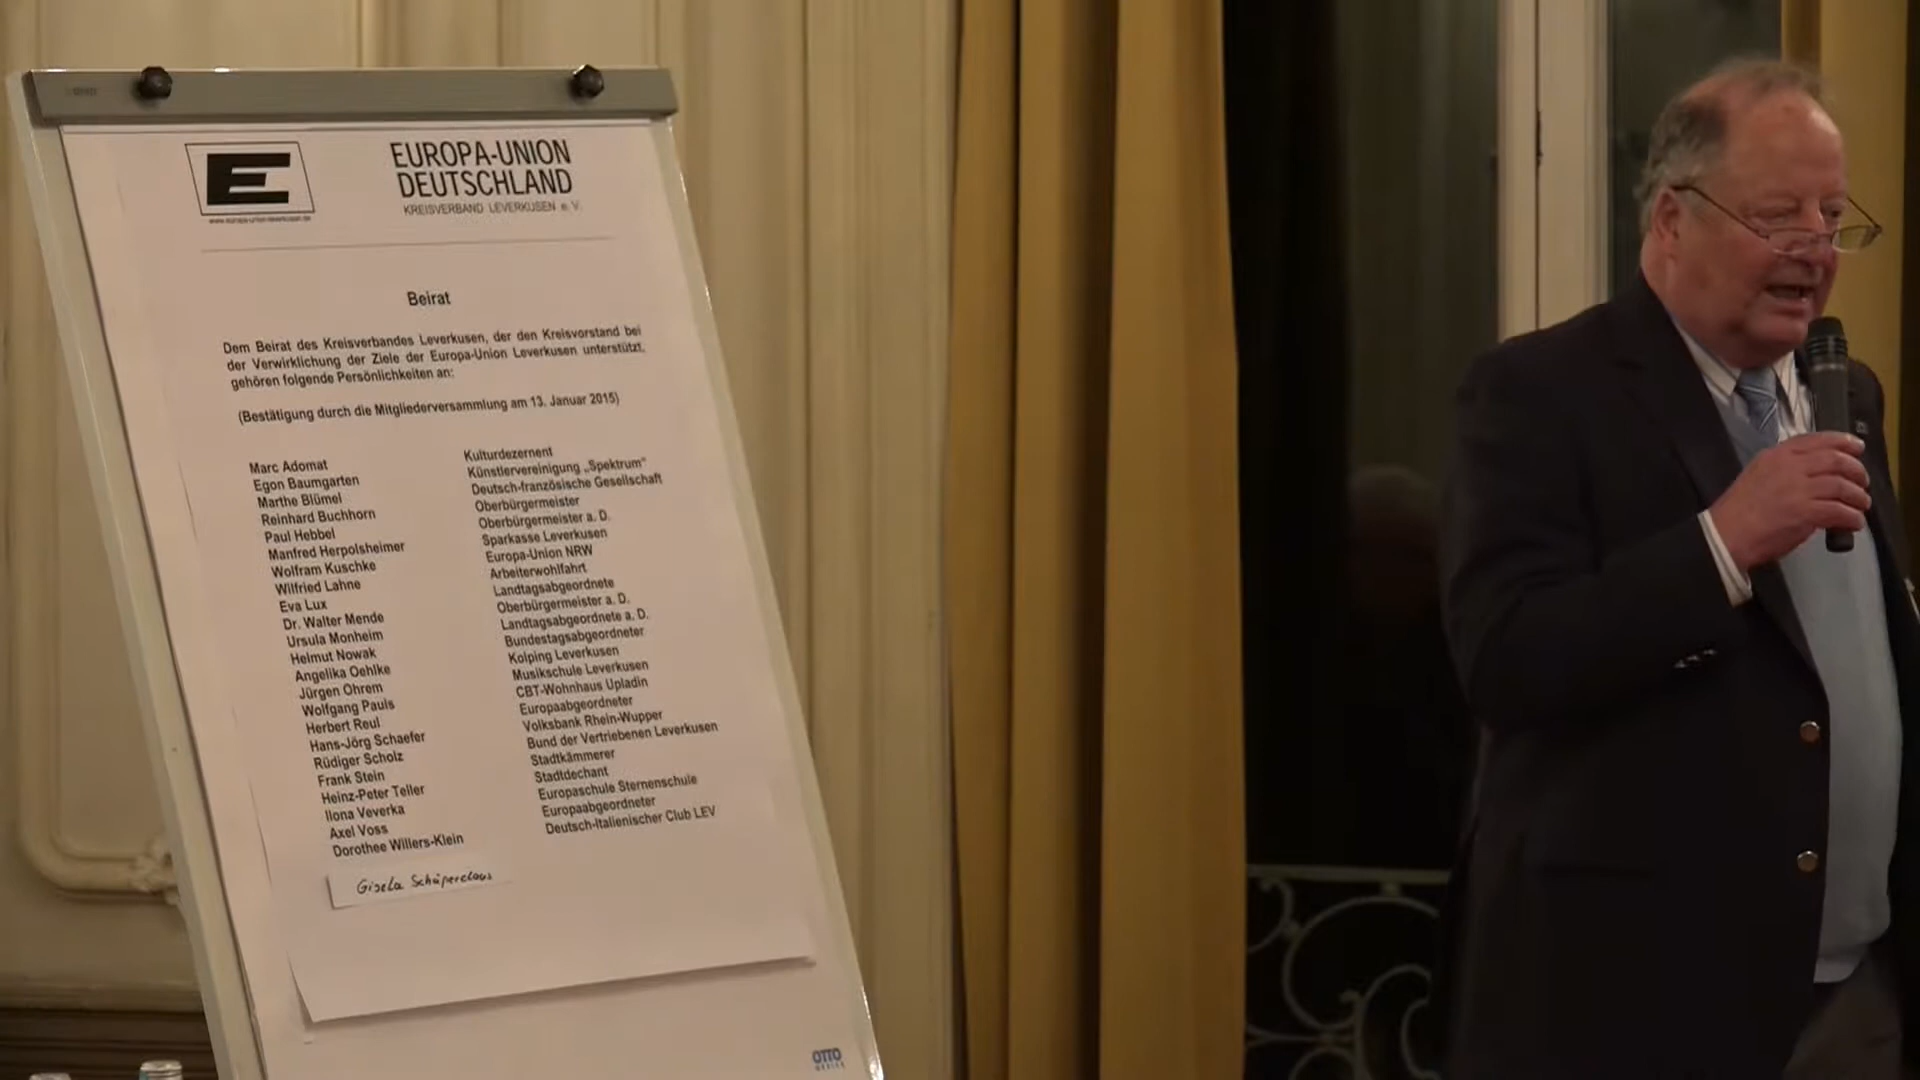 EUROPA-UNION
DEUTSCHLAND
KREISVERBAND LEVERKUSEN e.V.
www.europa-union-leverkusen.de
Beirat
Dem Beirat des Kreisverbandes Leverkusen, der den Kreisvorstand bei
der Verwirklichung der Ziele der Europa-Union Leverkusen unterstützt,
gehören folgende Persönlichkeiten an:
(Bestätigung durch die Mitgliederversammlung am 13. Januar 2015)
Marc Adomat Kulturdezernent
Egon Baumgarten Künstlervereinigung „Spektrum"
Marthe Blümel Deutsch-französische Gesellschaft
Reinhard Buchhorn Oberbürgermeister
Paul Hebbel Oberbürgermeister a. D.
Manfred Herpolsheimer Sparkasse Leverkusen
Wolfram Kuschke Europa-Union NRW
Wilfried Lahne Arbeiterwohlfahrt
Eva Lux Landtagsabgeordnete
Dr. Walter Mende Oberbürgermeister a. D.
Ursula Monheim Landtagsabgeordnete a. D.
Helmut Nowak Bundestagsabgeordneter
Angelika Oehlke Kolping Leverkusen
Jürgen Ohrem Musikschule Leverkusen
Wolfgang Pauls CBT-Wohnhaus Upladin
Herbert Reul Europaabgeordneter
Hans-Jörg Schaefer Volksbank Rhein-Wupper
Rüdiger Scholz Bund der Vertriebenen Leverkusen
Frank Stein Stadtkämmerer
Heinz-Peter Teller Stadtdechant
Ilona Veverka Europaschule Sternenschule
Axel Voss Europaabgeordneter
Dorothee Willers-Klein Deutsch-Italienischer Club LEV
Gisela Schäperclaus
OTTO